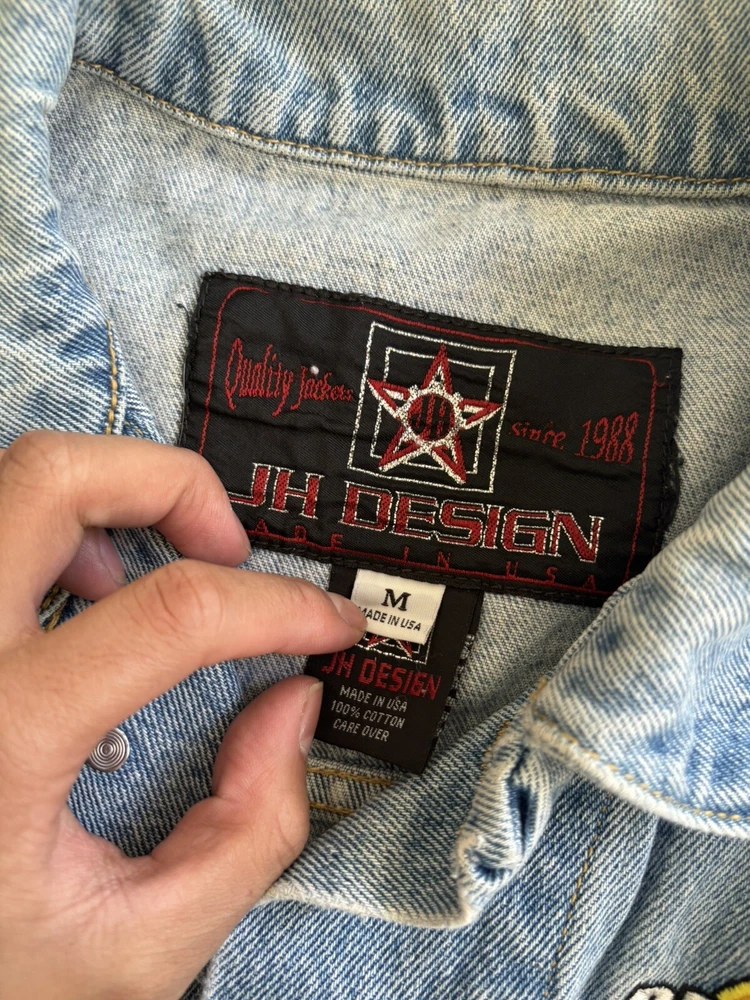 Quality Jackets
since 1988
JH
JH DESIGN
MADE IN USA
M
MADE IN USA
JH DESIGN
MADE IN USA
100% COTTON
CARE OVER